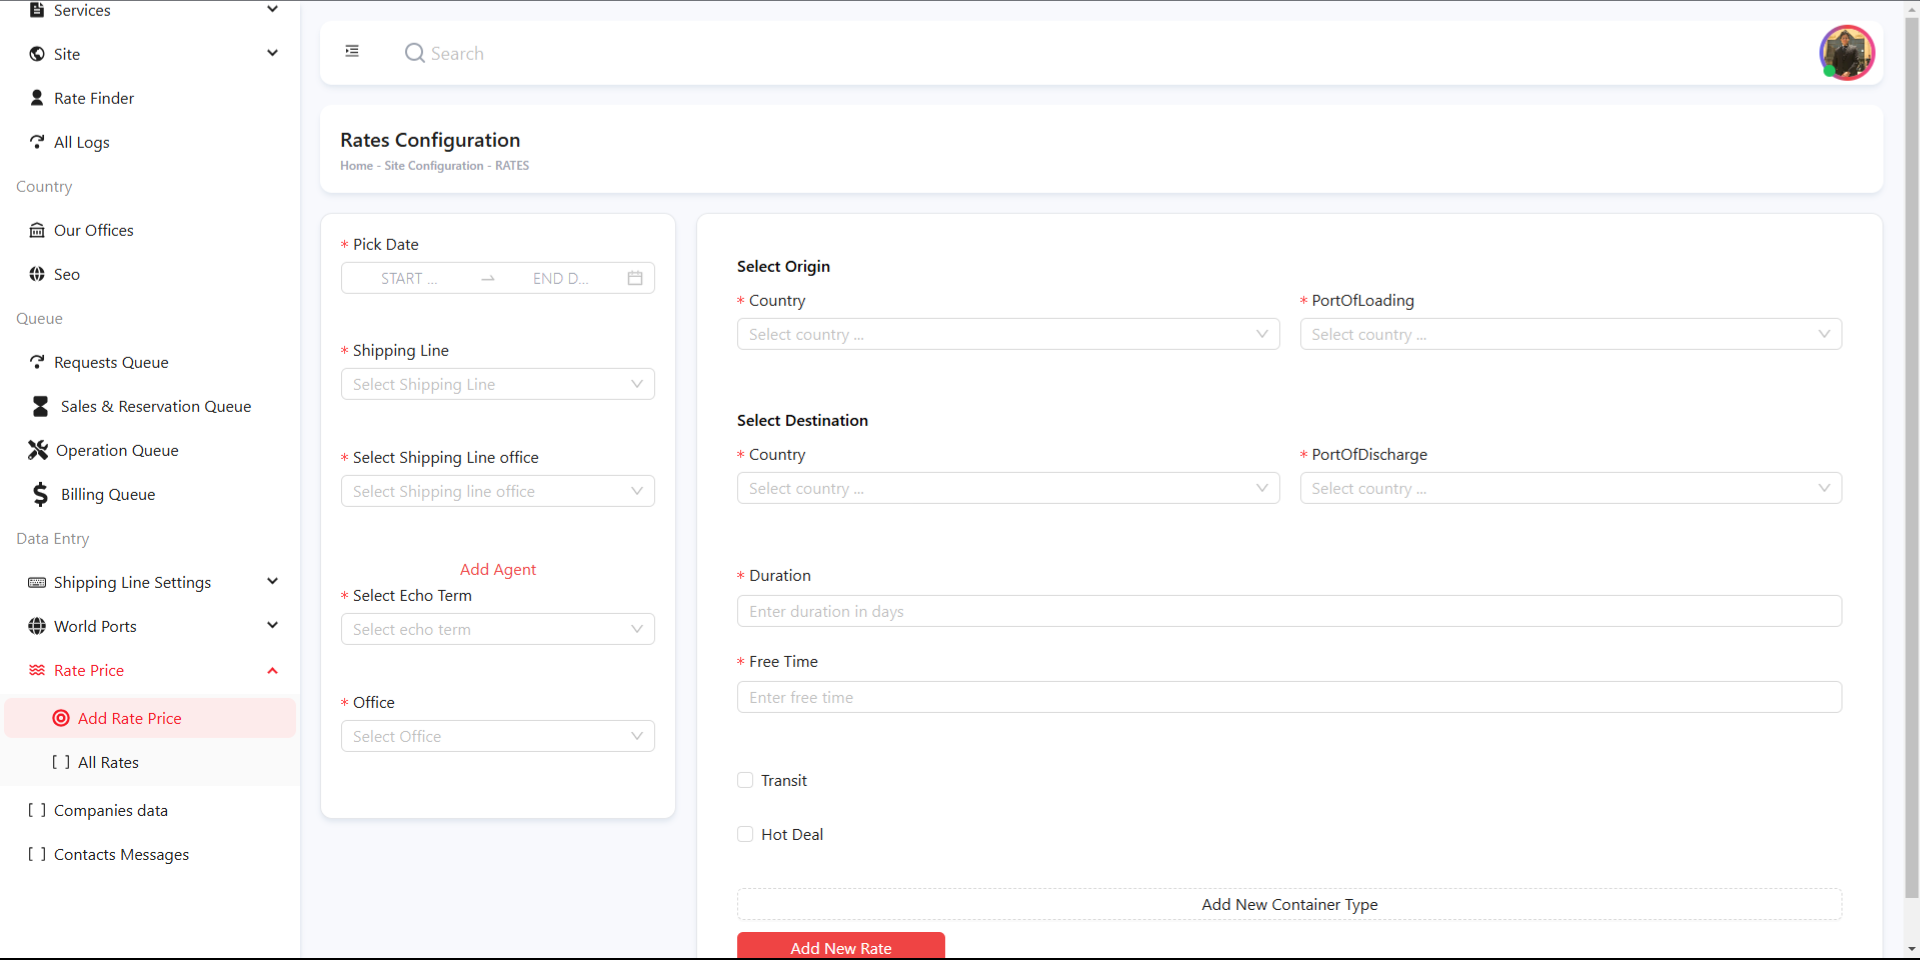 Services
Site
Rate Finder
All Logs
Country
Our Offices
Seo
Queue
Requests Queue
Sales & Reservation Queue
Operation Queue
Billing Queue
Data Entry
Shipping Line Settings
World Ports
Rate Price
Add Rate Price
[ ] All Rates
[ ] Companies data
[ ] Contacts Messages
Search
Rates Configuration
Home - Site Configuration - RATES
* Pick Date
START ... → END D...
* Shipping Line
Select Shipping Line
* Select Shipping Line office
Select Shipping line office
Add Agent
* Select Echo Term
Select echo term
* Office
Select Office
Select Origin
* Country
Select country ...
* PortOfLoading
Select country ...
Select Destination
* Country
Select country ...
* PortOfDischarge
Select country ...
* Duration
Enter duration in days
* Free Time
Enter free time
Transit
Hot Deal
Add New Container Type
Add New Rate